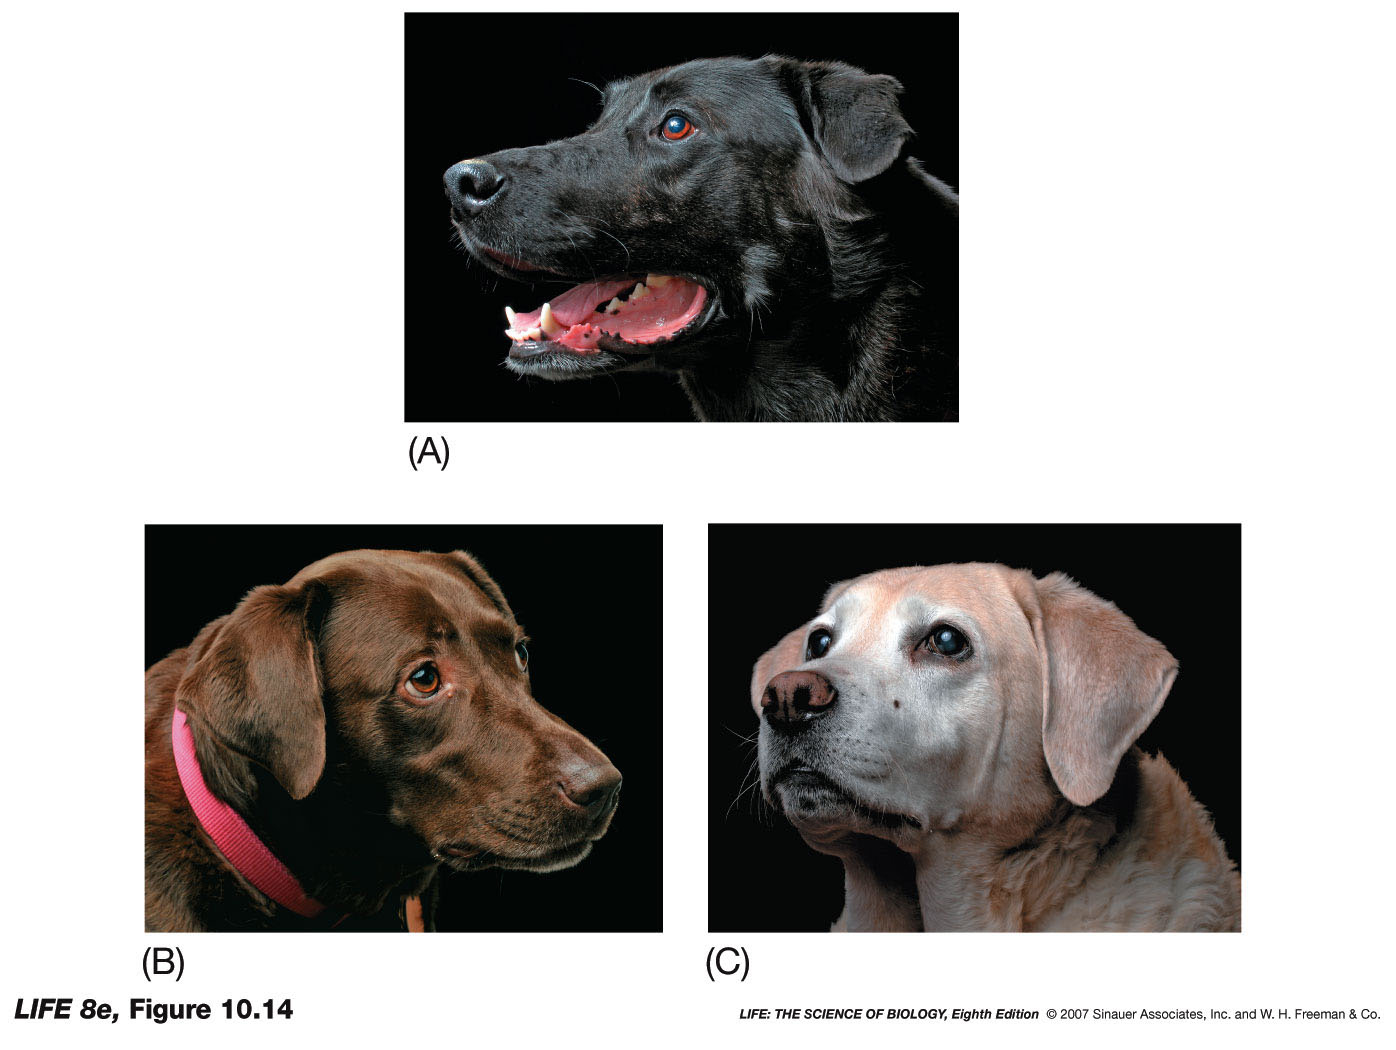 (A)
(B)
(C)
LIFE 8e, Figure 10.14
LIFE: THE SCIENCE OF BIOLOGY, Eighth Edition © 2007 Sinauer Associates, Inc. and W. H. Freeman & Co.